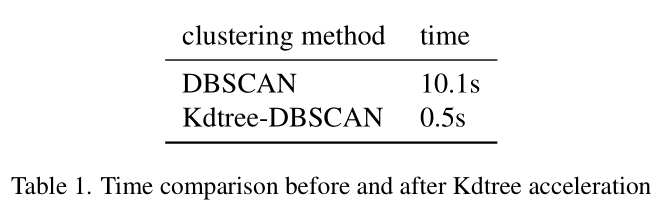 clustering method time
DBSCAN 10.1s
Kdtree-DBSCAN 0.5s
Table 1. Time comparison before and after Kdtree acceleration